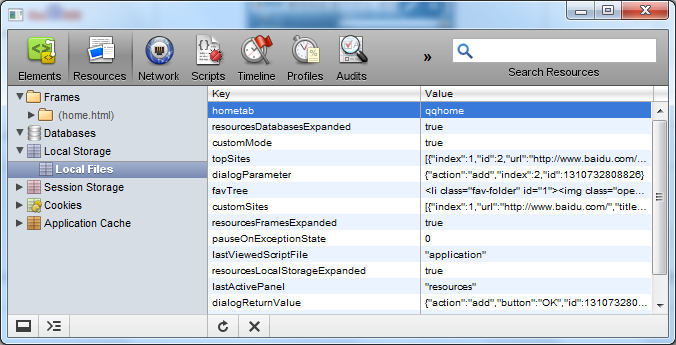 Elements Resources Network Scripts Timeline Profiles Audits » Search Resources
Frames
(home.html)
Databases
Local Storage
Local Files
Session Storage
Cookies
Application Cache
Key Value
hometab qqhome
resourcesDatabasesExpanded true
customMode true
topSites [{"index":1,"id":2,"url":"http://www.baidu.com/...
dialogParameter {"action":"add","index":2,"id":1310732808826}
favTree <li class="fav-folder" id="1"><img class="ope...
customSites [{"index":1,"url":"http://www.baidu.com/","title...
resourcesFramesExpanded true
pauseOnExceptionState 0
lastViewedScriptFile "application"
resourcesLocalStorageExpanded true
lastActivePanel "resources"
dialogReturnValue {"action":"add","button":"OK","id":131073280...